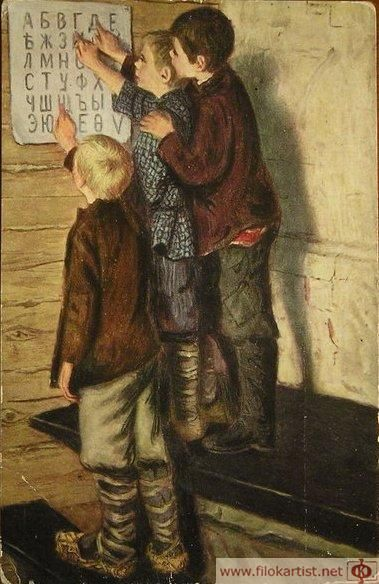 А Б В Г Д Е
Ѣ Ж З
Л М Н
С Т У Ф Х
Ч Ш Ъ Ы
Э Ю Е Ѳ Ѵ
www.filokartist.net